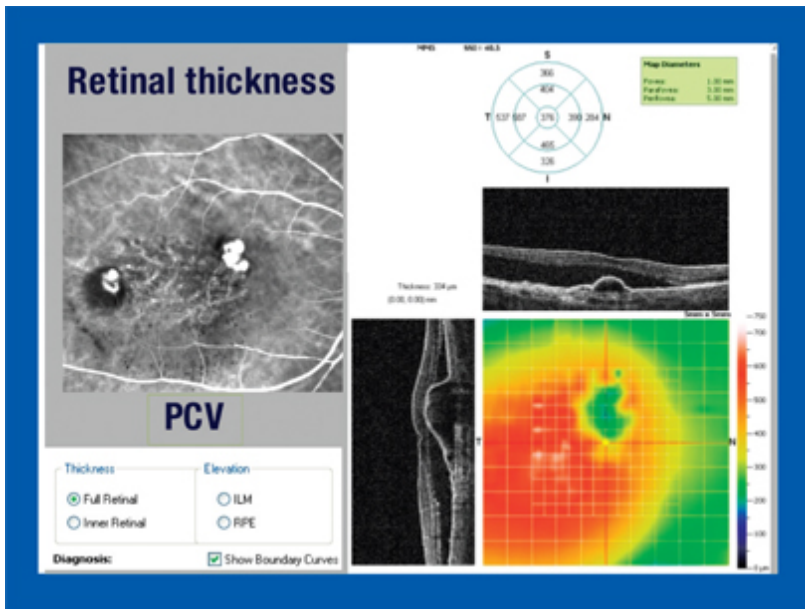 Retinal thickness
PCV
Thickness
Full Retinal
Inner Retinal
Elevation
ILM
RPE
Diagnosis:
Show Boundary Curves
S
366
404
T 537 376 390 284 N
465
326
I
Map Diameters
Fovea: 1.00 mm
Parafovea: 3.00 mm
Perifovea: 5.00 mm
Thickness: 334 µm
(0.00, 0.00) mm
5mm x 5mm
T
N
750
700
600
500
400
300
200
100
0 µm